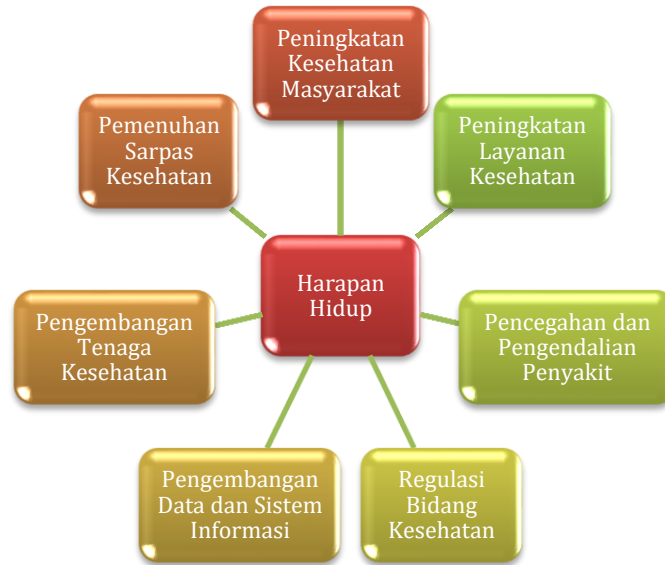 Peningkatan
Kesehatan
Masyarakat
Peningkatan
Layanan
Kesehatan
Pencegahan dan
Pengendalian
Penyakit
Regulasi
Bidang
Kesehatan
Pengembangan
Data dan Sistem
Informasi
Pengembangan
Tenaga
Kesehatan
Pemenuhan
Sarpas
Kesehatan
Harapan
Hidup